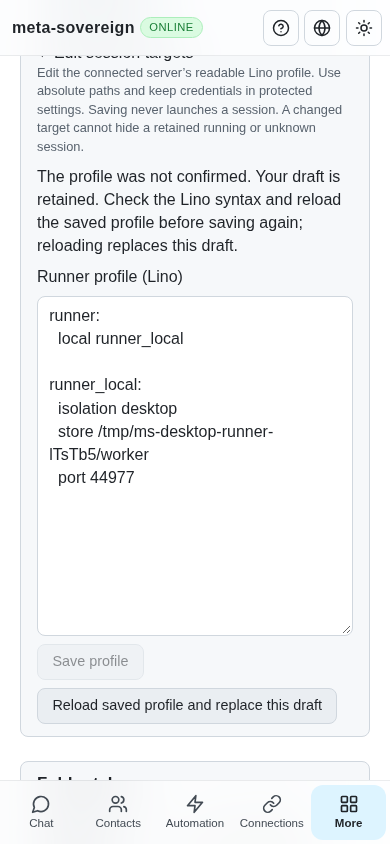 meta-sovereign ONLINE
Edit session targets
Edit the connected server's readable Lino profile. Use
absolute paths and keep credentials in protected
settings. Saving never launches a session. A changed
target cannot hide a retained running or unknown
session.
The profile was not confirmed. Your draft is
retained. Check the Lino syntax and reload
the saved profile before saving again;
reloading replaces this draft.
Runner profile (Lino)
runner:
  local runner_local

runner_local:
  isolation desktop
  store /tmp/ms-desktop-runner-
lTsTb5/worker
  port 44977
Save profile
Reload saved profile and replace this draft
Chat
Contacts
Automation
Connections
More